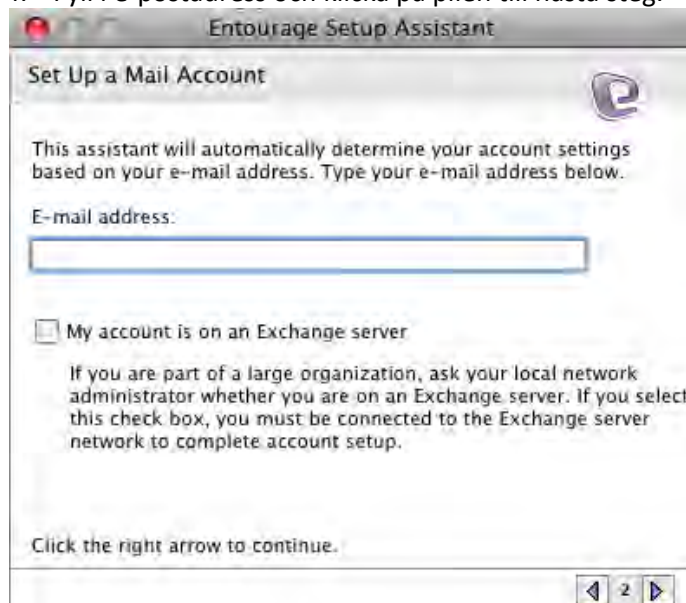 Entourage Setup Assistant
Set Up a Mail Account
This assistant will automatically determine your account settings
based on your e-mail address. Type your e-mail address below.
E-mail address:
My account is on an Exchange server
If you are part of a large organization, ask your local network
administrator whether you are on an Exchange server. If you select
this check box, you must be connected to the Exchange server
network to complete account setup.
Click the right arrow to continue.
2